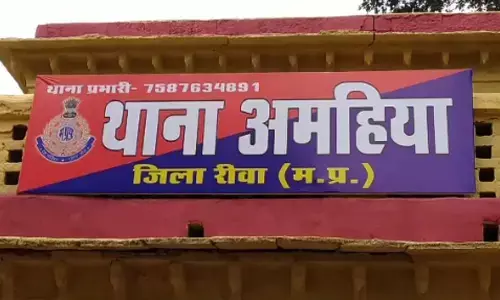 थाना प्रभारी- 7587634891
थाना अमहिया
जिला रीवा (म.प्र.)